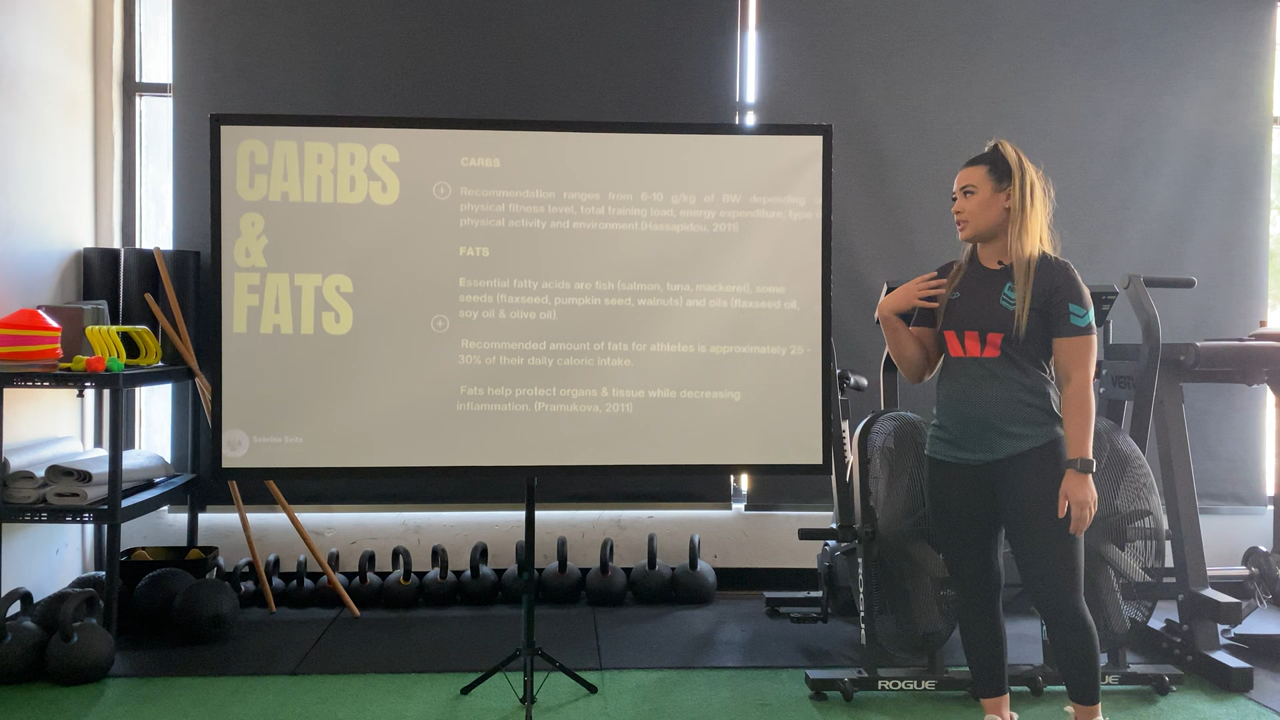 CARBS
&
FATS
CARBS
Recommendation ranges from 6-10 g/kg of BW depending
physical fitness level, total training load, energy expenditure, type
physical activity and environment.(Hassapidou, 2011)
FATS
Essential fatty acids are fish (salmon, tuna, mackerel), some
seeds (flaxseed, pumpkin seed, walnuts) and oils (flaxseed oil,
soy oil & olive oil).
Recommended amount of fats for athletes is approximately 25 -
30% of their daily caloric intake.
Fats help protect organs & tissue while decreasing
inflammation. (Pramukova, 2011)
ROGUE
ROGUE